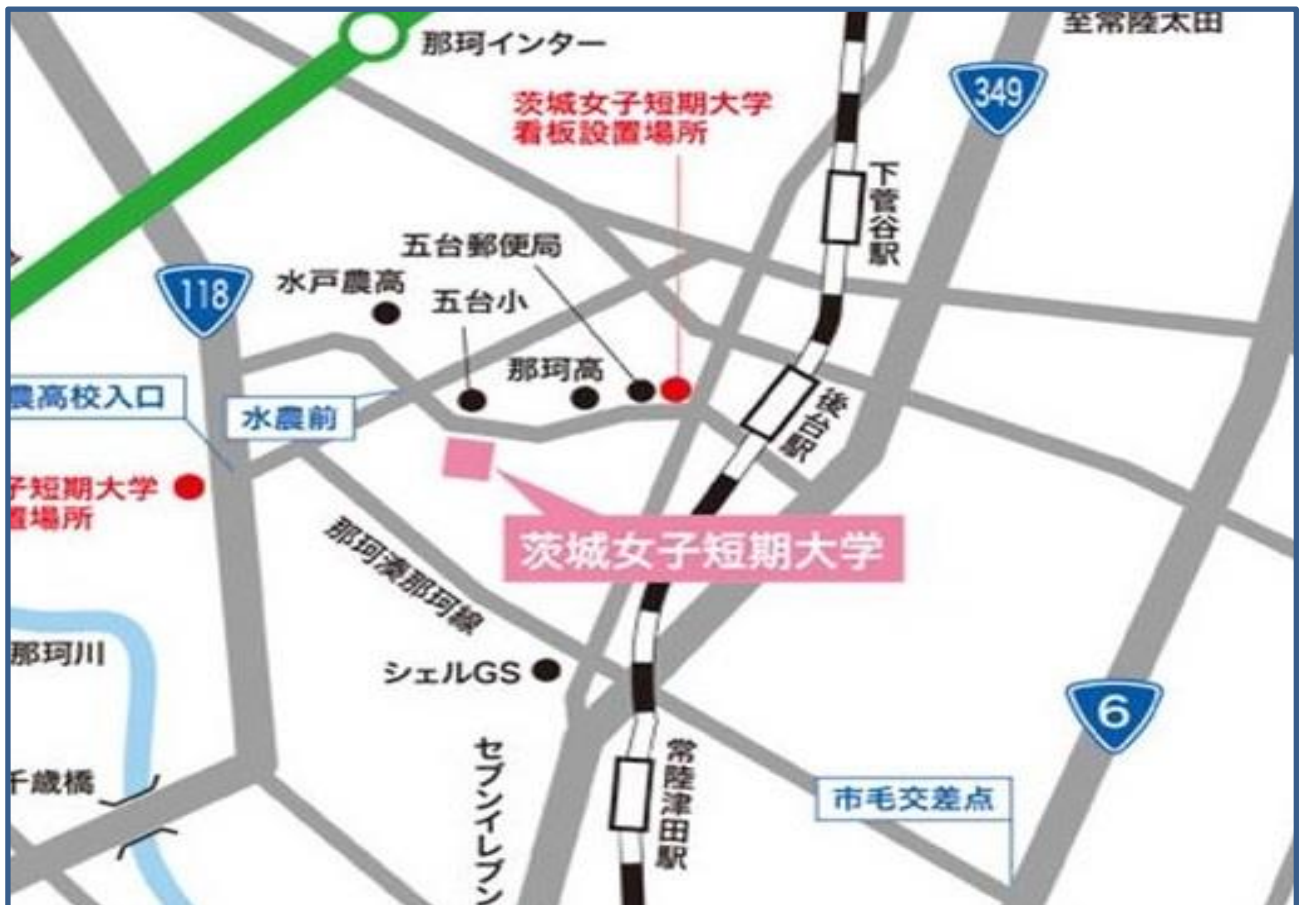 至常陸太田
那珂インター
349
茨城女子短期大学
看板設置場所
下菅谷駅
五台郵便局
118
水戸農高
五台小
那珂高
農高校入口
水農前
後台駅
子短期大学
置場所
茨城女子短期大学
那珂湊那珂線
那珂川
シェルGS
6
セブンイレブン
常陸津田駅
千歳橋
市毛交差点